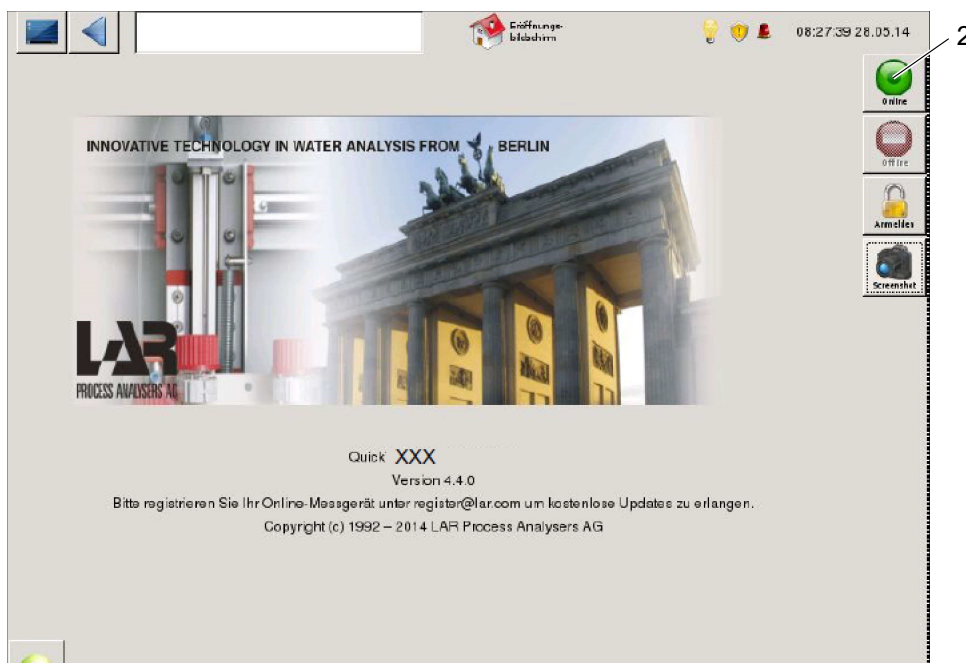 Eröffnungs-
bildschirm
08:27:39 28.05.14
2
Online
Offline
Anmelden
Screenshot
INNOVATIVE TECHNOLOGY IN WATER ANALYSIS FROM BERLIN
LAR
PROCESS ANALYSERS AG
Quick XXX
Version 4.4.0
Bitte registrieren Sie Ihr Online-Messgerät unter register@lar.com um kostenlose Updates zu erlangen.
Copyright (c) 1992 – 2014 LAR Process Analysers AG